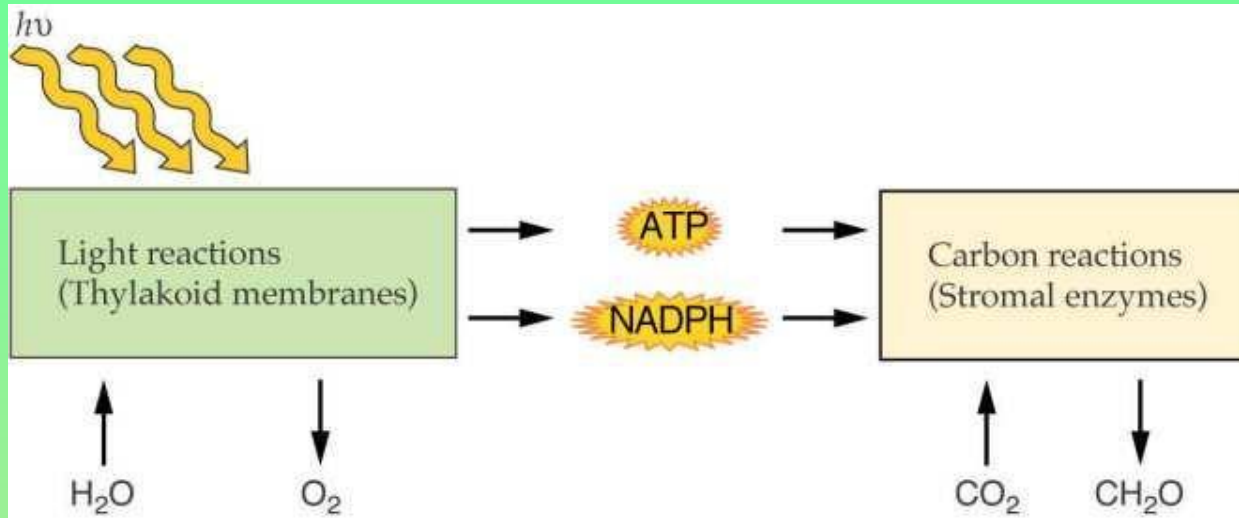 hυ
Light reactions
(Thylakoid membranes)
ATP
NADPH
Carbon reactions
(Stromal enzymes)
H₂O
O₂
CO₂
CH₂O